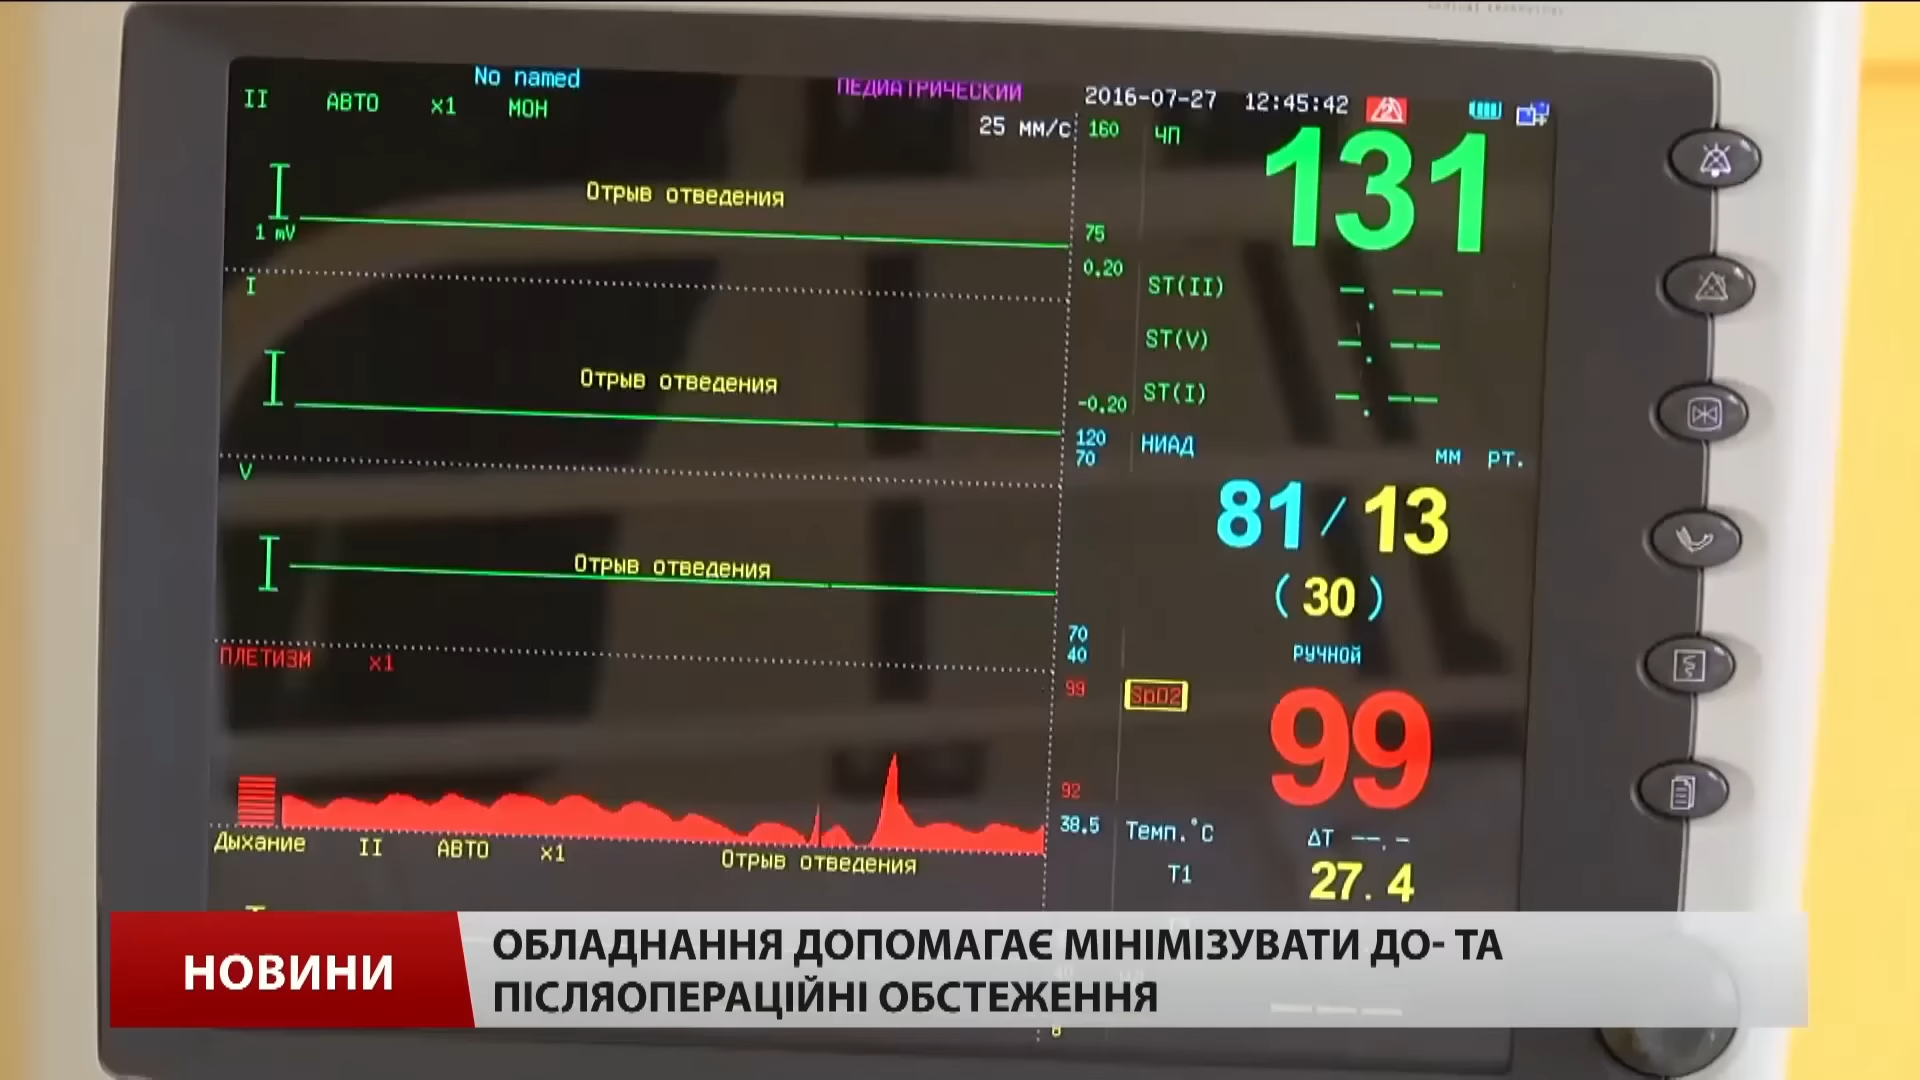 No named
ПЕДИАТРИЧЕСКИЙ
2016-07-27 12:45:42
II АВТО x1 МОН
25 мм/с
160 ЧП
131
Отрыв отведения
1 mV
75
0.20
I
ST(II) -.--
ST(V) -.--
Отрыв отведения
ST(I) -.--
-0.20
120
70
НИАД
мм рт.
V
81/13
(30)
Отрыв отведения
70
40
РУЧНОЙ
ПЛЕТИЗМ x1
99
SpO2
99
92
38.5 Темп.°C
ΔT --.-
T1
27.4
Дыхание II АВТО x1 Отрыв отведения
НОВИНИ
ОБЛАДНАННЯ ДОПОМАГАЄ МІНІМІЗУВАТИ ДО- ТА
ПІСЛЯОПЕРАЦІЙНІ ОБСТЕЖЕННЯ
8